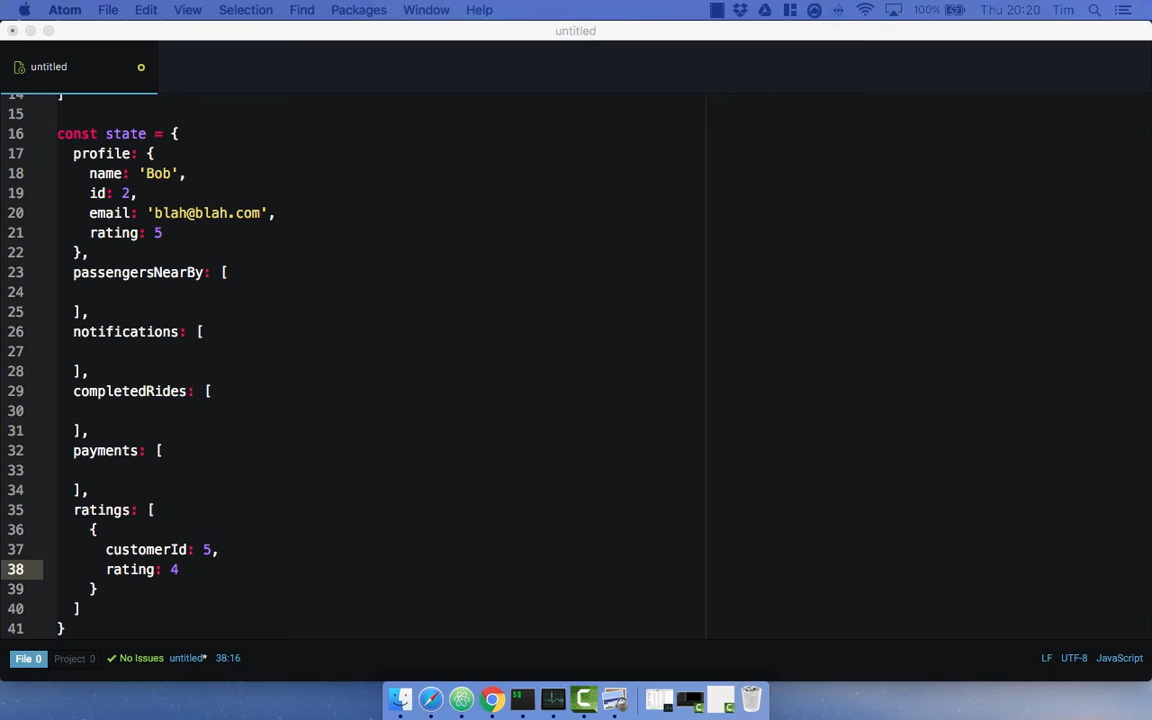 Atom File Edit View Selection Find Packages Window Help 100% Thu 20:20 Tim
untitled
untitled
14 ]
15
16 const state = {
17 profile: {
18 name: 'Bob',
19 id: 2,
20 email: 'blah@blah.com',
21 rating: 5
22 },
23 passengersNearBy: [
24
25 ],
26 notifications: [
27
28 ],
29 completedRides: [
30
31 ],
32 payments: [
33
34 ],
35 ratings: [
36 {
37 customerId: 5,
38 rating: 4
39 }
40 ]
41 }
File 0 Project 0 No Issues untitled* 38:16 LF UTF-8 JavaScript